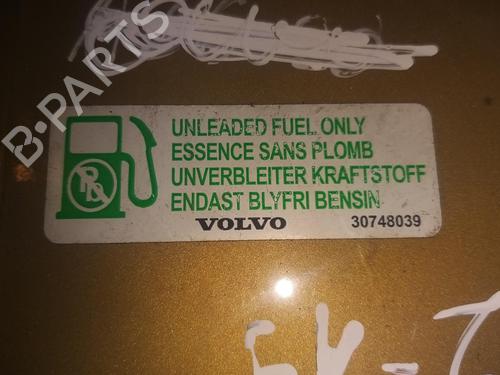 B-PARTS
UNLEADED FUEL ONLY
ESSENCE SANS PLOMB
UNVERBLEITER KRAFTSTOFF
ENDAST BLYFRI BENSIN
VOLVO 30748039